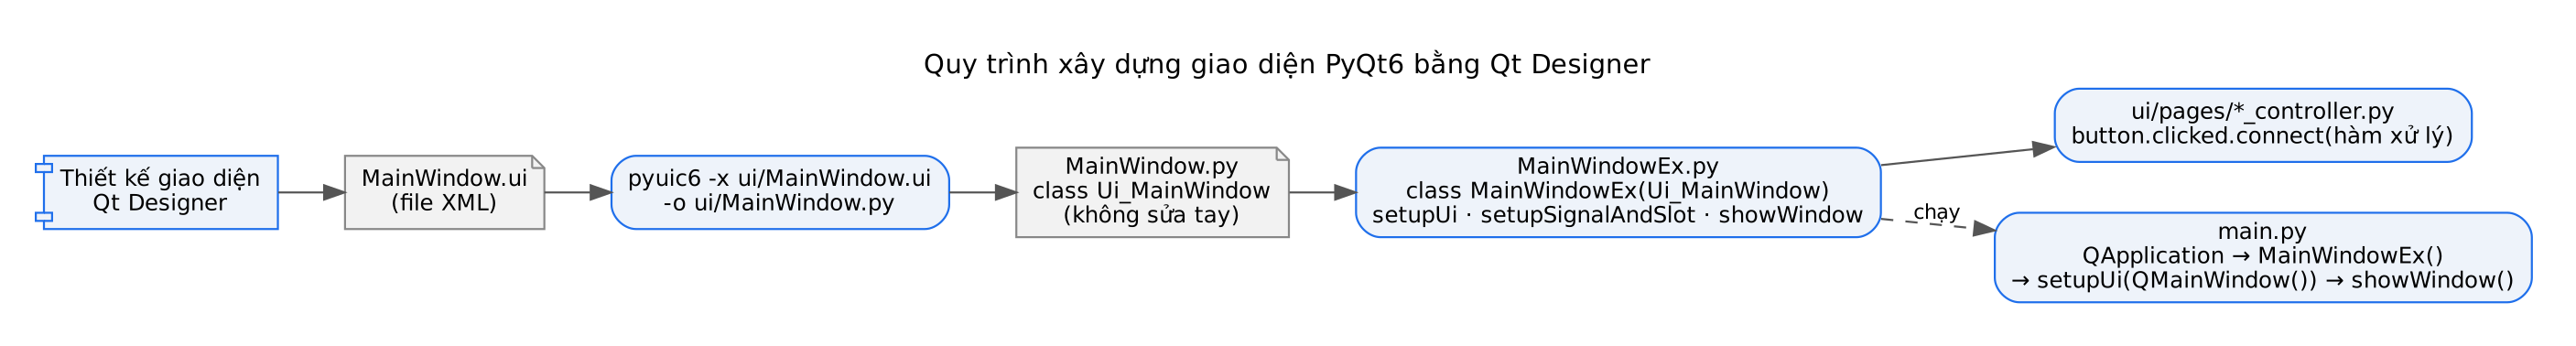 Quy trình xây dựng giao diện PyQt6 bằng Qt Designer
Thiết kế giao diện
Qt Designer
MainWindow.ui
(file XML)
pyuic6 -x ui/MainWindow.ui
-o ui/MainWindow.py
MainWindow.py
class Ui_MainWindow
(không sửa tay)
MainWindowEx.py
class MainWindowEx(Ui_MainWindow)
setupUi · setupSignalAndSlot · showWindow
ui/pages/*_controller.py
button.clicked.connect(hàm xử lý)
chạy
main.py
QApplication → MainWindowEx()
→ setupUi(QMainWindow()) → showWindow()